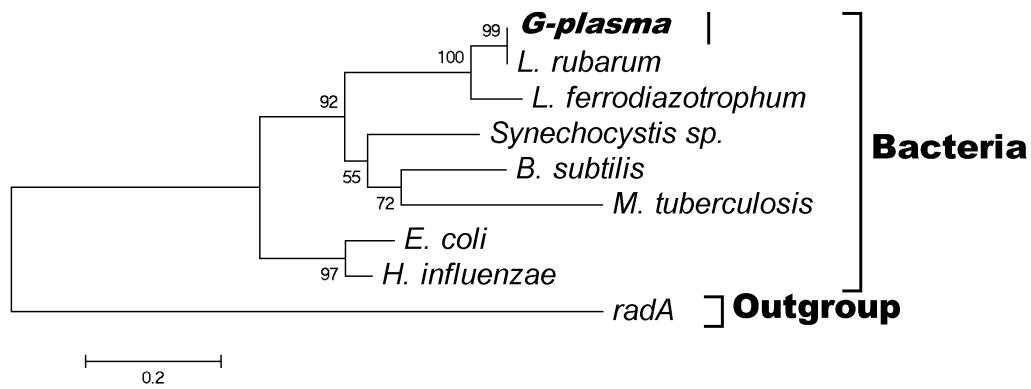 99 G-plasma
100 L. rubarum
92 L. ferrodiazotrophum
Synechocystis sp.
Bacteria
55 B. subtilis
72 M. tuberculosis
E. coli
97 H. influenzae
radA Outgroup
0.2